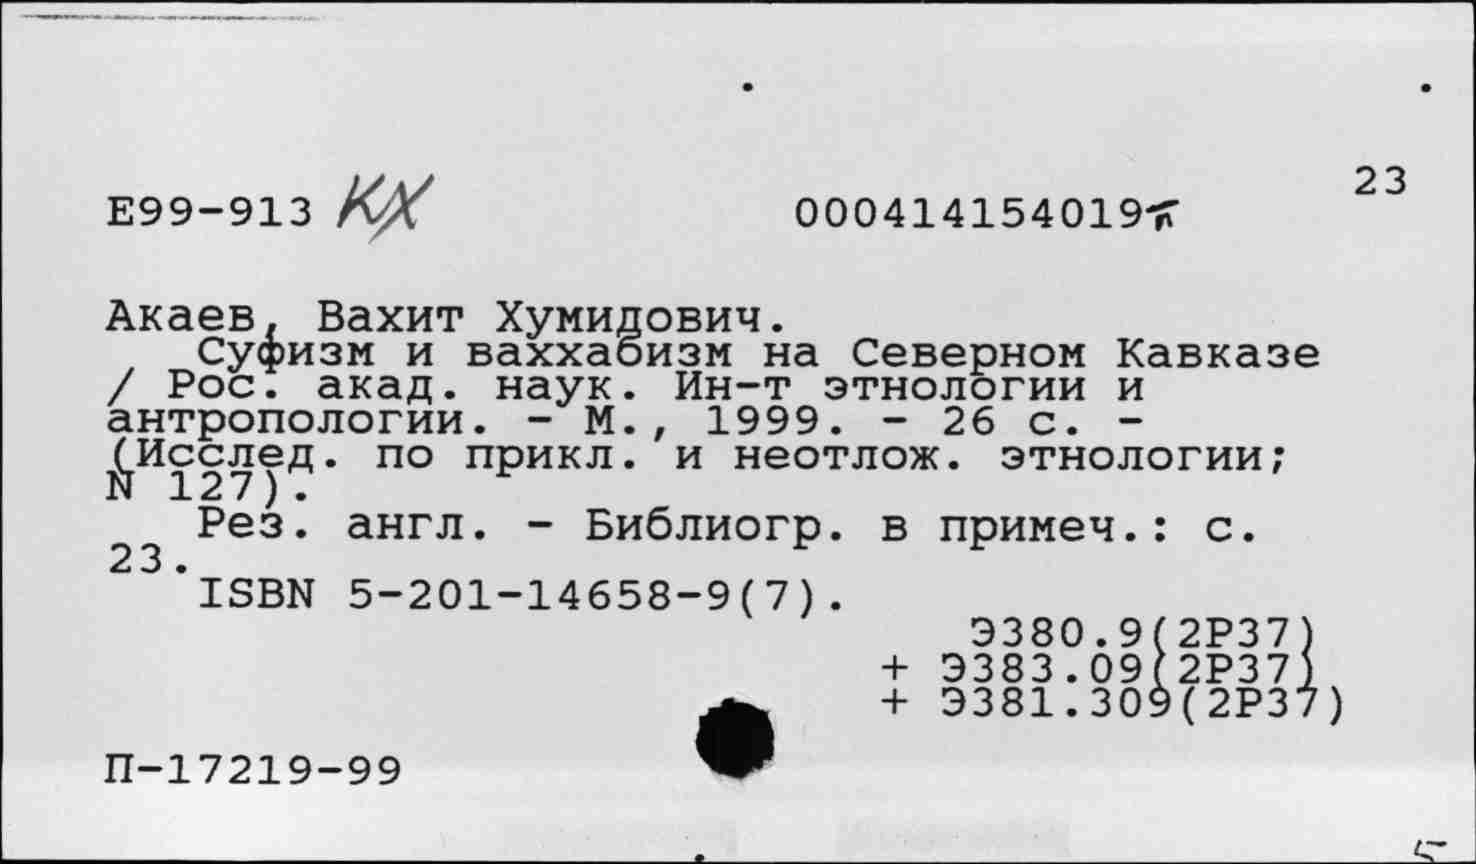 23
Е99-913 КХ 000414154019π
Акаев, Вахит Хумидович.
Суфизм и ваххабизм на Северном Кавказе
/ Рос. акад. наук. Ин-т этнологии и
антропологии. - М., 1999. - 26 с. -
(Исслед. по прикл. и неотлож. этнологии;
N 127).
Рез. англ. - Библиогр. в примеч.: с.
23.
ISBN 5-201-14658-9(7).
Э380.9(2Р37)
+ Э383.09(2Р37)
+ Э381.309(2Р37)
П-17219-99